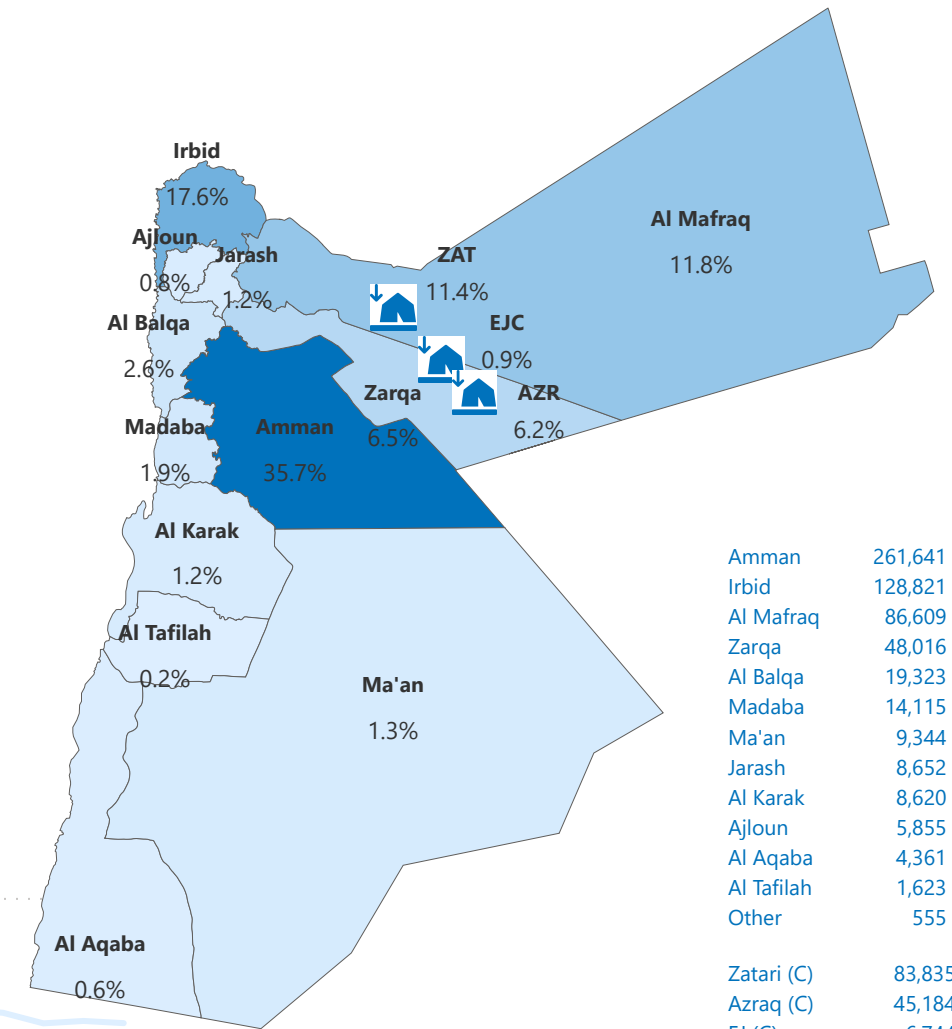 Irbid
17.6%
Ajloun
0.8%
Jarash
1.2%
Al Mafraq
11.8%
ZAT
11.4%
EJC
0.9%
Al Balqa
2.6%
Zarqa
6.5%
AZR
6.2%
Madaba
1.9%
Amman
35.7%
Al Karak
1.2%
Al Tafilah
0.2%
Ma'an
1.3%
Al Aqaba
0.6%
Amman 261,641
Irbid 128,821
Al Mafraq 86,609
Zarqa 48,016
Al Balqa 19,323
Madaba 14,115
Ma'an 9,344
Jarash 8,652
Al Karak 8,620
Ajloun 5,855
Al Aqaba 4,361
Al Tafilah 1,623
Other 555
Zatari (C) 83,835
Azraq (C) 45,184